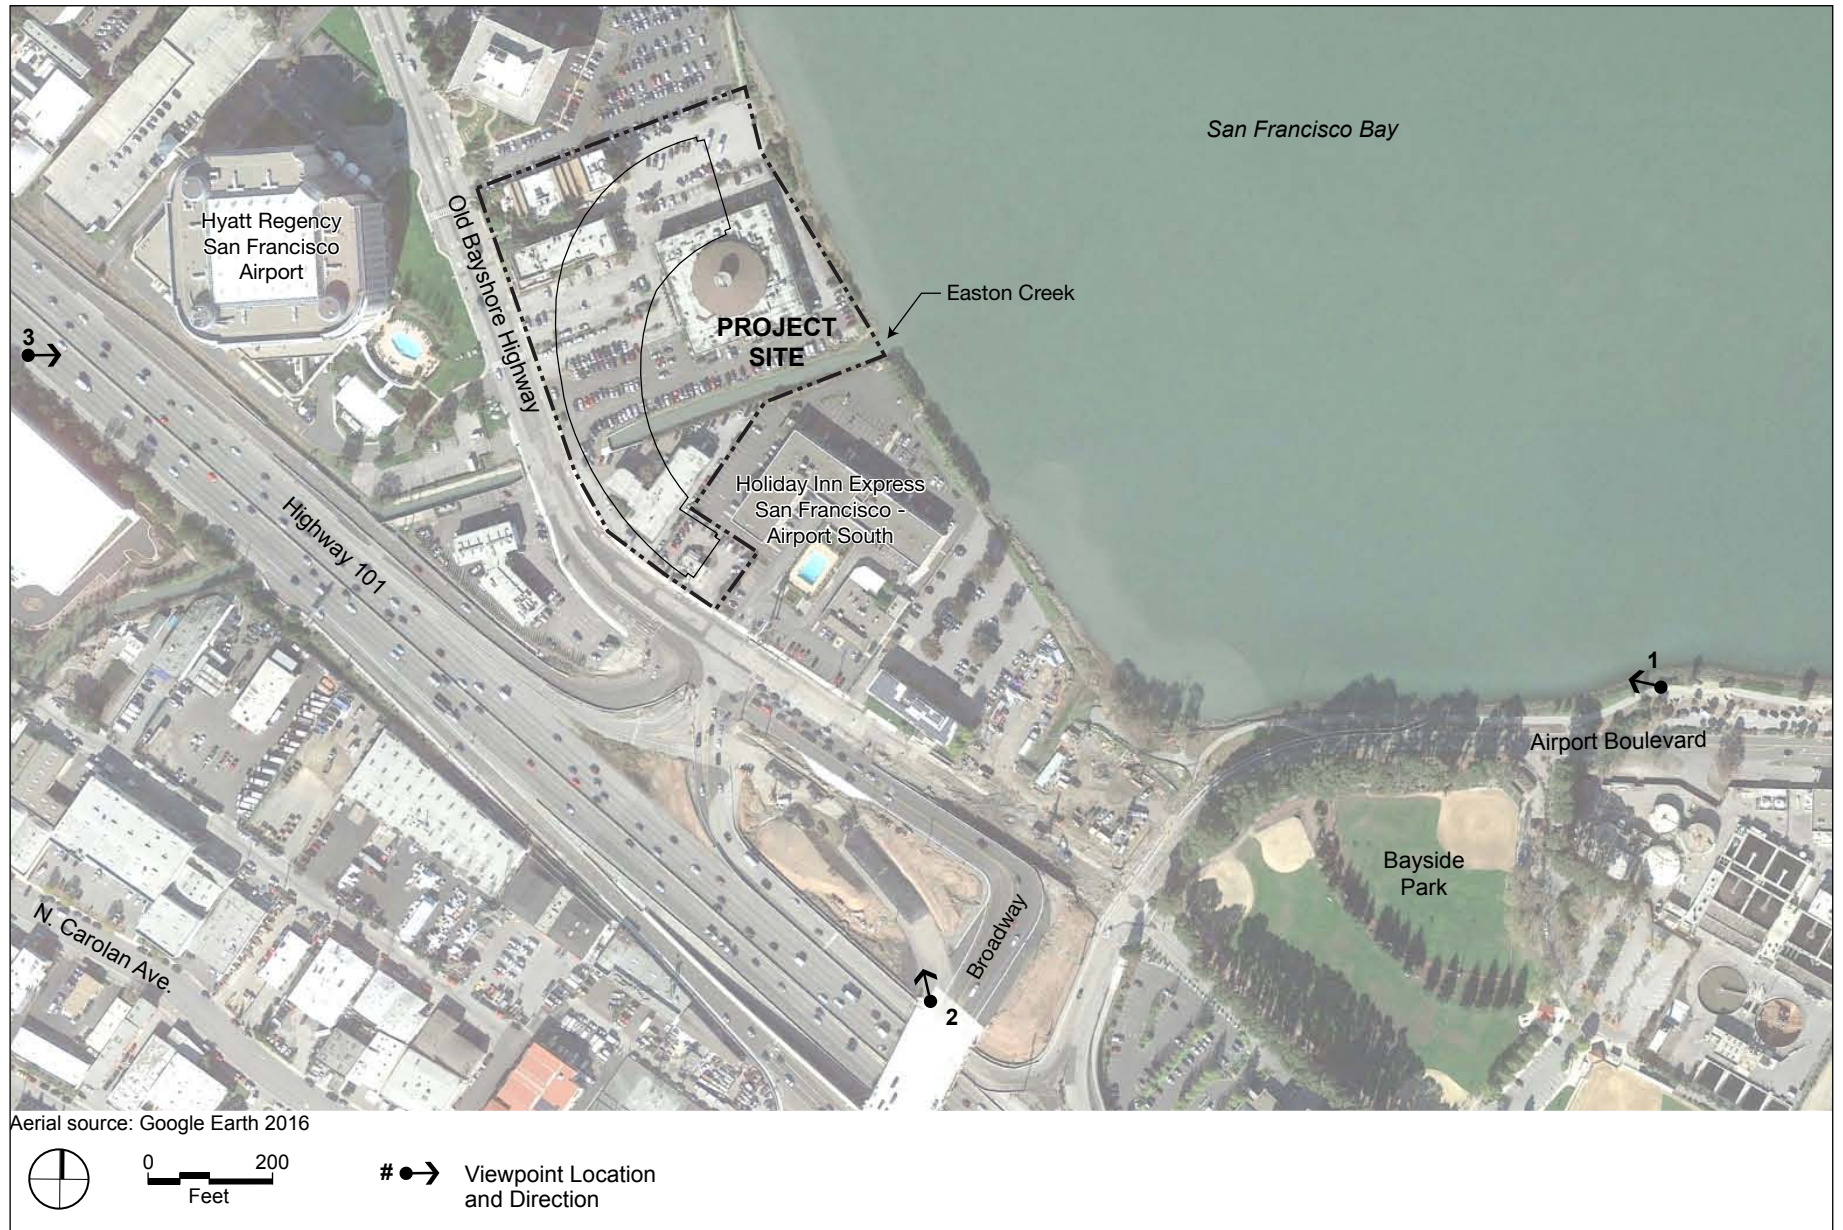 San Francisco Bay
Hyatt Regency
San Francisco
Airport
Old Bayshore Highway
Easton Creek
PROJECT
SITE
3
Holiday Inn Express
San Francisco -
Airport South
Highway 101
1
Airport Boulevard
Bayside
Park
Broadway
N. Carolan Ave.
2
Aerial source: Google Earth 2016
0 200
Feet
# Viewpoint Location
and Direction